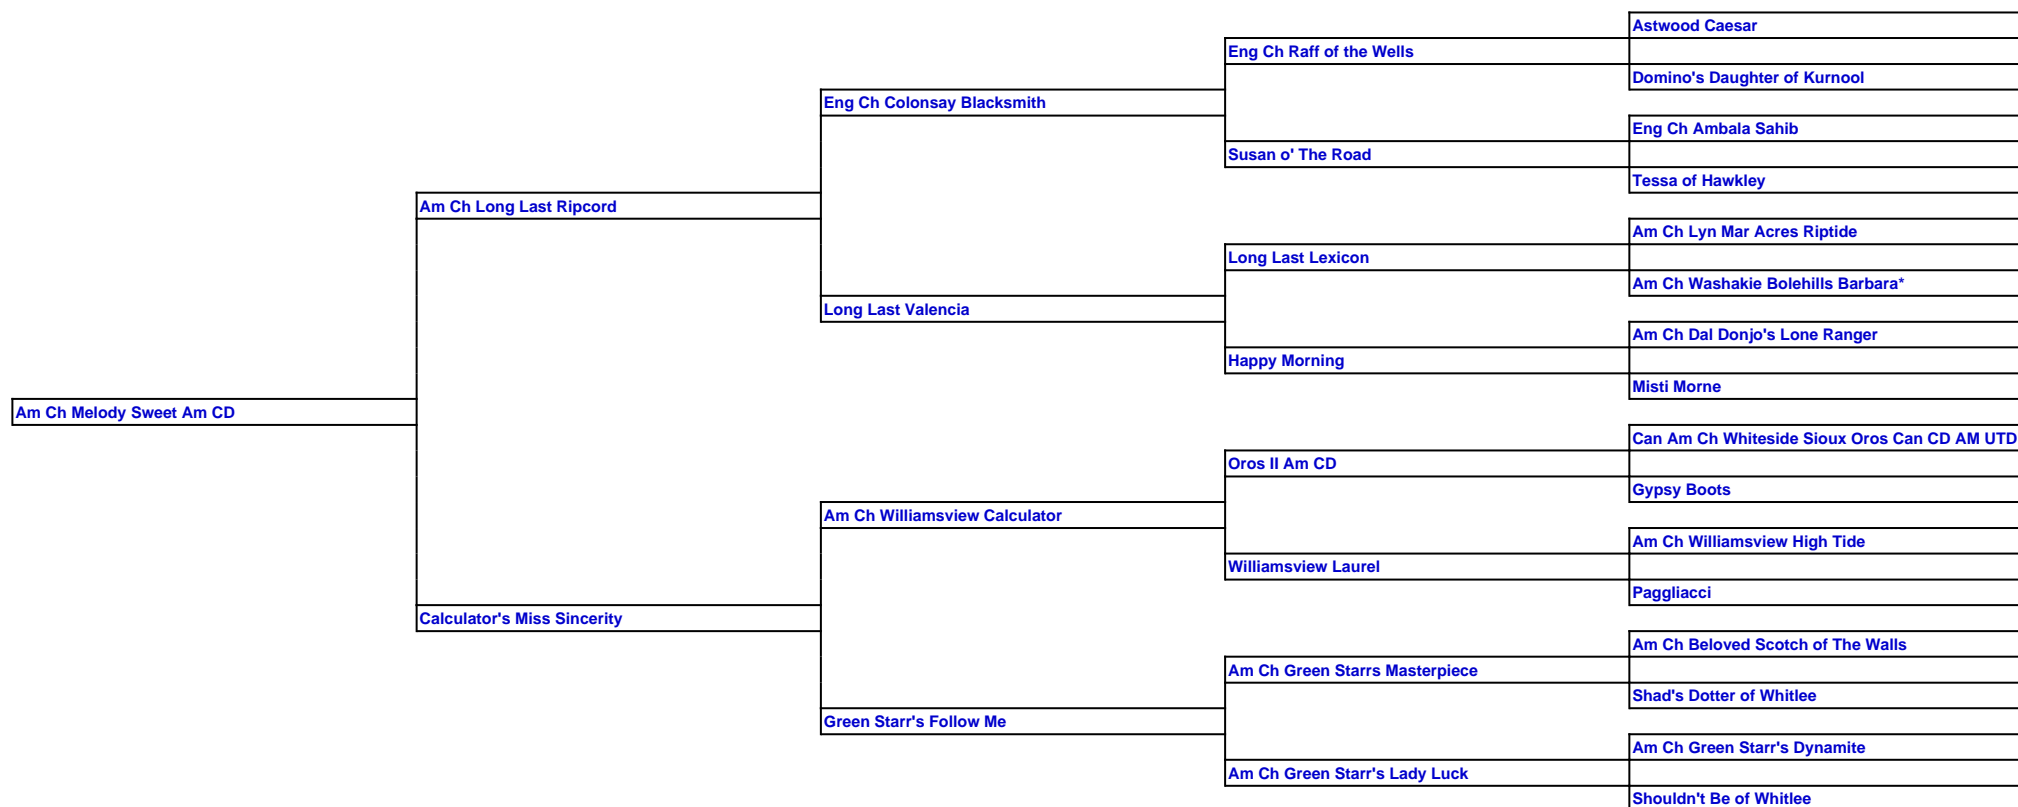 Astwood Caesar
Eng Ch Raff of the Wells
Domino's Daughter of Kurnool
Eng Ch Colonsay Blacksmith
Eng Ch Ambala Sahib
Susan o' The Road
Tessa of Hawkley
Am Ch Long Last Ripcord
Am Ch Lyn Mar Acres Riptide
Long Last Lexicon
Am Ch Washakie Bolehills Barbara*
Long Last Valencia
Am Ch Dal Donjo's Lone Ranger
Happy Morning
Misti Morne
Am Ch Melody Sweet Am CD
Can Am Ch Whiteside Sioux Oros Can CD AM UTD
Oros II Am CD
Gypsy Boots
Am Ch Williamsview Calculator
Am Ch Williamsview High Tide
Williamsview Laurel
Paggliacci
Calculator's Miss Sincerity
Am Ch Beloved Scotch of The Walls
Am Ch Green Starrs Masterpiece
Shad's Dotter of Whitlee
Green Starr's Follow Me
Am Ch Green Starr's Dynamite
Am Ch Green Starr's Lady Luck
Shouldn't Be of Whitlee